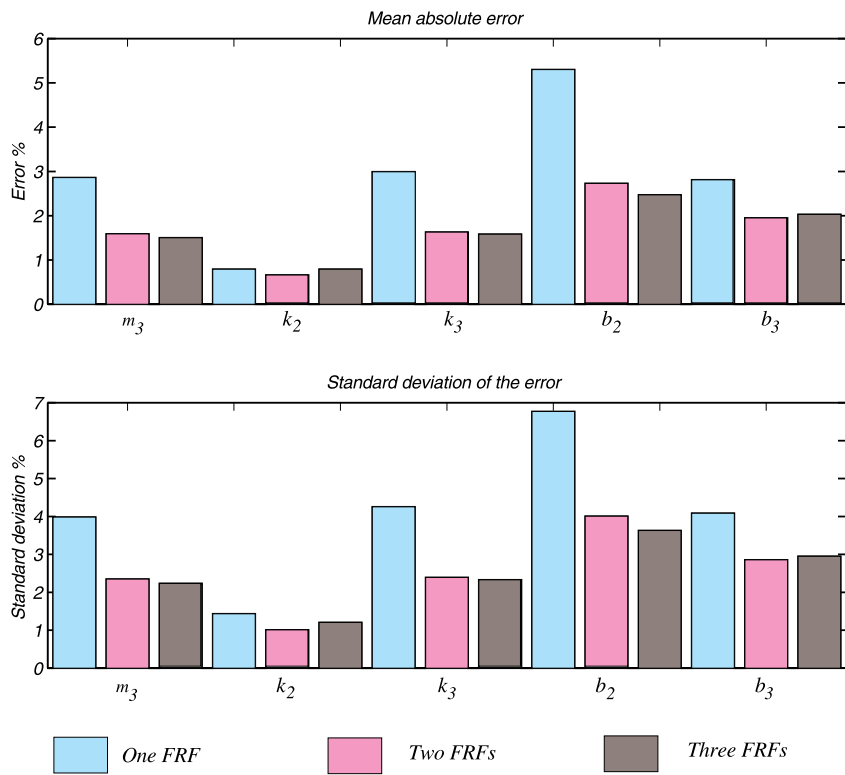 Mean absolute error
Error %
6
5
4
3
2
1
0
m3 k2 k3 b2 b3
Standard deviation of the error
Standard deviation %
7
6
5
4
3
2
1
0
m3 k2 k3 b2 b3
One FRF Two FRFs Three FRFs